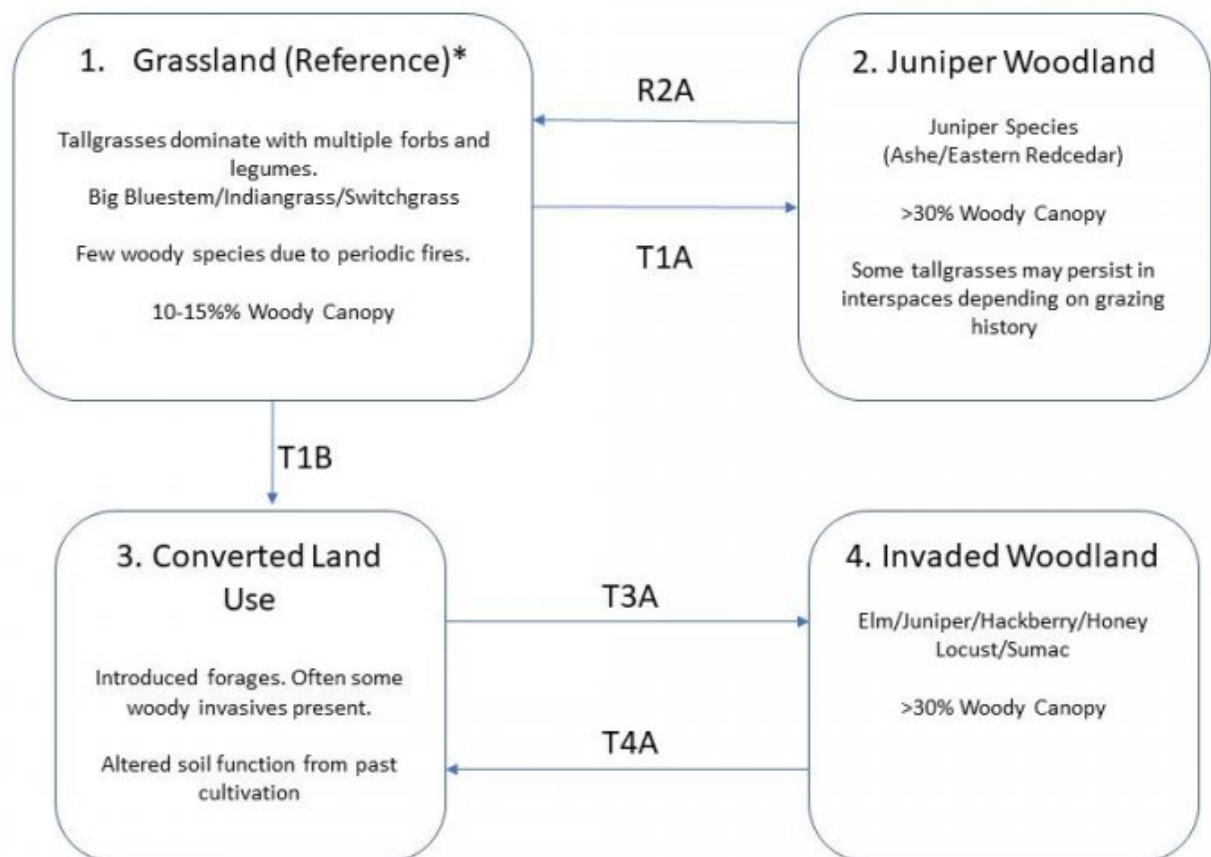 1. Grassland (Reference)*
Tallgrasses dominate with multiple forbs and
legumes.
Big Bluestem/Indiangrass/Switchgrass
Few woody species due to periodic fires.
10-15%% Woody Canopy
R2A
T1A
2. Juniper Woodland
Juniper Species
(Ashe/Eastern Redcedar)
>30% Woody Canopy
Some tallgrasses may persist in
interspaces depending on grazing
history
T1B
3. Converted Land
Use
Introduced forages. Often some
woody invasives present.
Altered soil function from past
cultivation
T3A
T4A
4. Invaded Woodland
Elm/Juniper/Hackberry/Honey
Locust/Sumac
>30% Woody Canopy